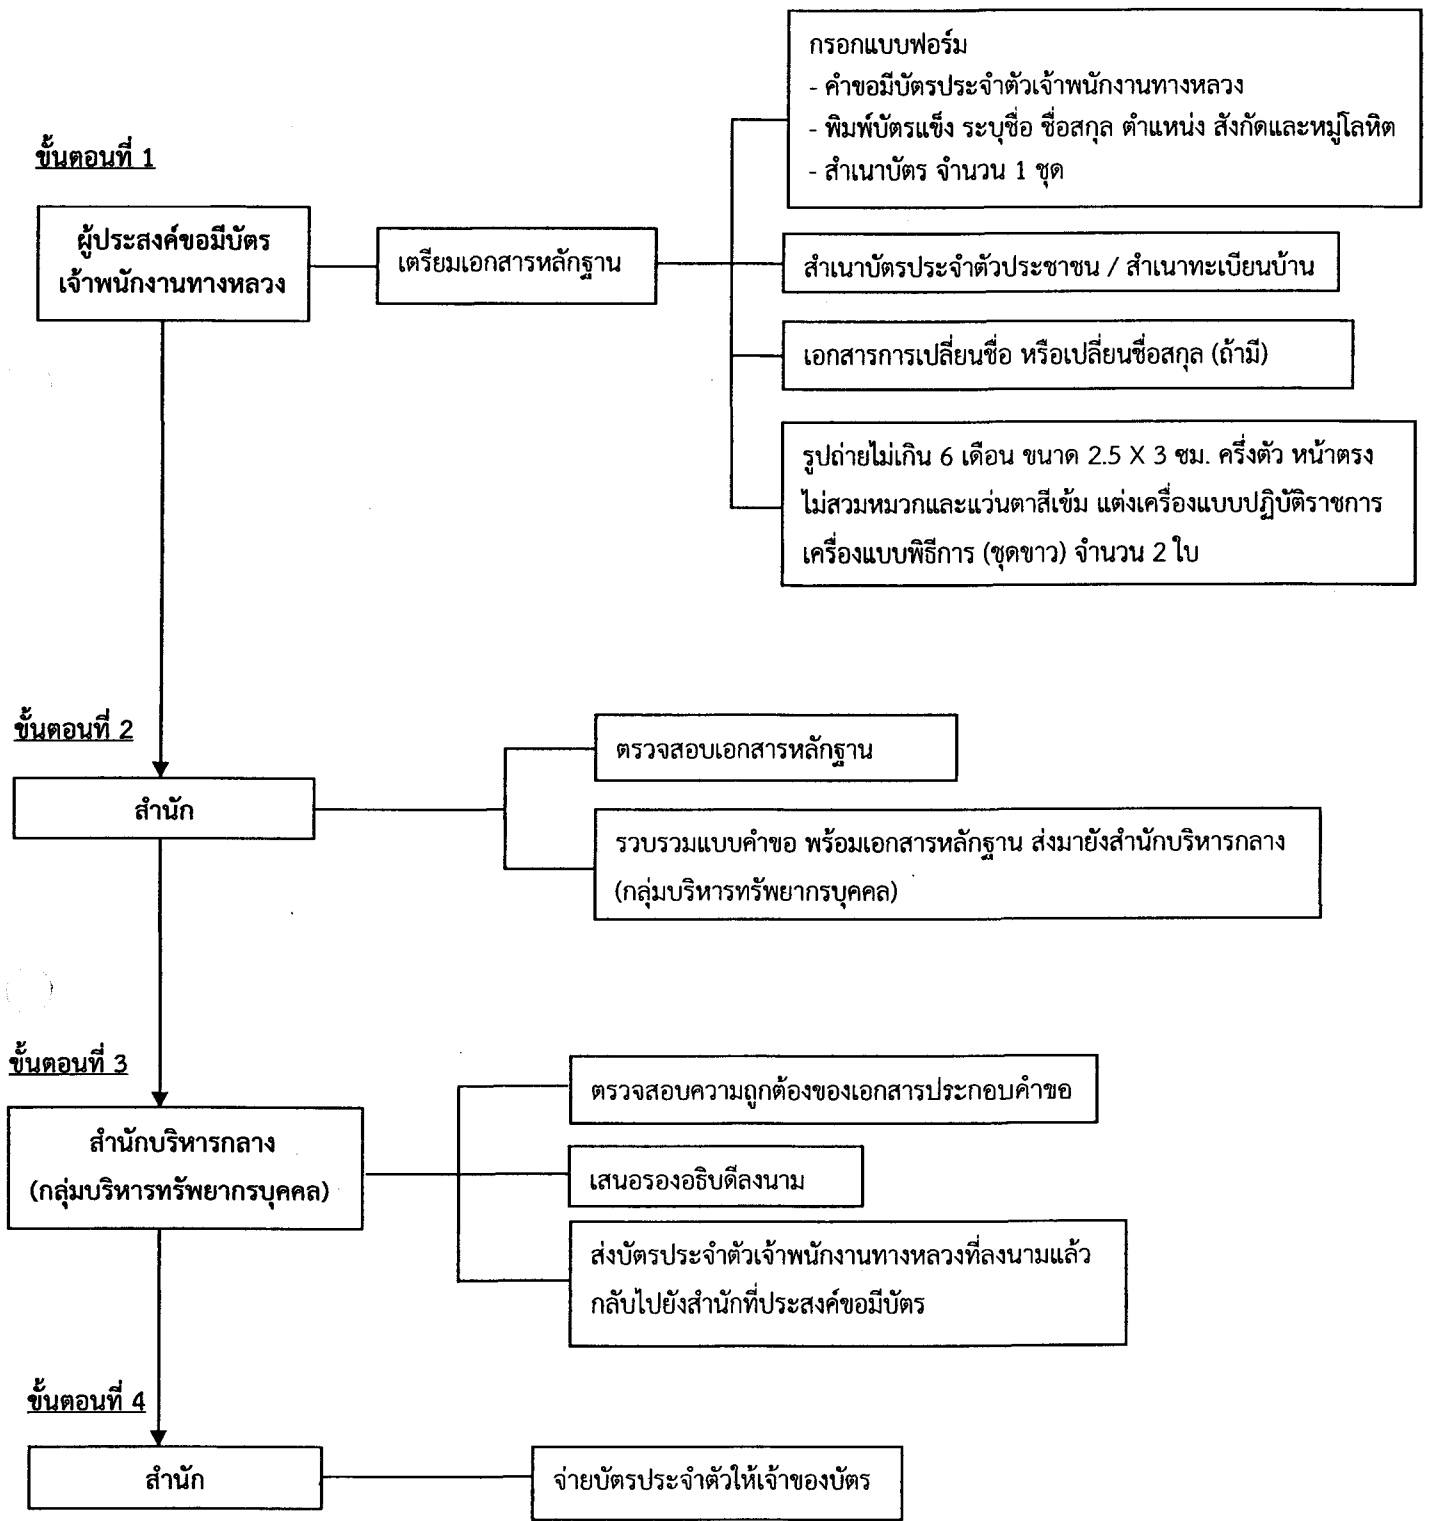 ขั้นตอนที่ 1
ผู้ประสงค์ขอมีบัตร
เจ้าพนักงานทางหลวง
เตรียมเอกสารหลักฐาน
กรอกแบบฟอร์ม
- คำขอมีบัตรประจำตัวเจ้าพนักงานทางหลวง
- พิมพ์บัตรแข็ง ระบุชื่อ ชื่อสกุล ตำแหน่ง สังกัดและหมู่โลหิต
- สำเนาบัตร จำนวน 1 ชุด
สำเนาบัตรประจำตัวประชาชน / สำเนาทะเบียนบ้าน
เอกสารการเปลี่ยนชื่อ หรือเปลี่ยนชื่อสกุล (ถ้ามี)
รูปถ่ายไม่เกิน 6 เดือน ขนาด 2.5 X 3 ซม. ครึ่งตัว หน้าตรง
ไม่สวมหมวกและแว่นตาสีเข้ม แต่งเครื่องแบบปฏิบัติราชการ
เครื่องแบบพิธีการ (ชุดขาว) จำนวน 2 ใบ
ขั้นตอนที่ 2
สำนัก
ตรวจสอบเอกสารหลักฐาน
รวบรวมแบบคำขอ พร้อมเอกสารหลักฐาน ส่งมายังสำนักบริหารกลาง
(กลุ่มบริหารทรัพยากรบุคคล)
ขั้นตอนที่ 3
สำนักบริหารกลาง
(กลุ่มบริหารทรัพยากรบุคคล)
ตรวจสอบความถูกต้องของเอกสารประกอบคำขอ
เสนอรองอธิบดีลงนาม
ส่งบัตรประจำตัวเจ้าพนักงานทางหลวงที่ลงนามแล้ว
กลับไปยังสำนักที่ประสงค์ขอมีบัตร
ขั้นตอนที่ 4
สำนัก
จ่ายบัตรประจำตัวให้เจ้าของบัตร